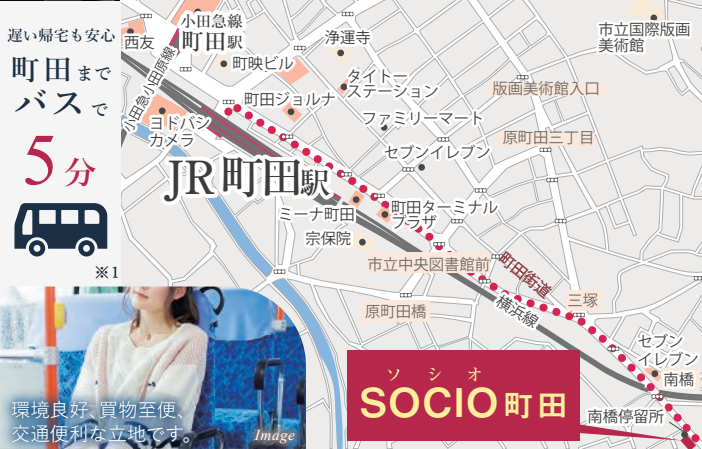 遅い帰宅も安心
町田まで
バスで
5分
※1
環境良好、買物至便、
交通便利な立地です。
Image
西友
小田急線
町田駅
町映ビル
小田急小田原線
浄運寺
タイトー
ステーション
市立国際版画
美術館
版画美術館入口
町田ジョルナ
ファミリーマート
原町田三丁目
ヨドバシ
カメラ
セブンイレブン
JR町田駅
ミーナ町田
町田ターミナル
プラザ
宗保院
市立中央図書館前
町田街道
原町田橋
横浜線
三塚
セブン
イレブン
南橋
南橋停留所
ソシオ
SOCIO町田